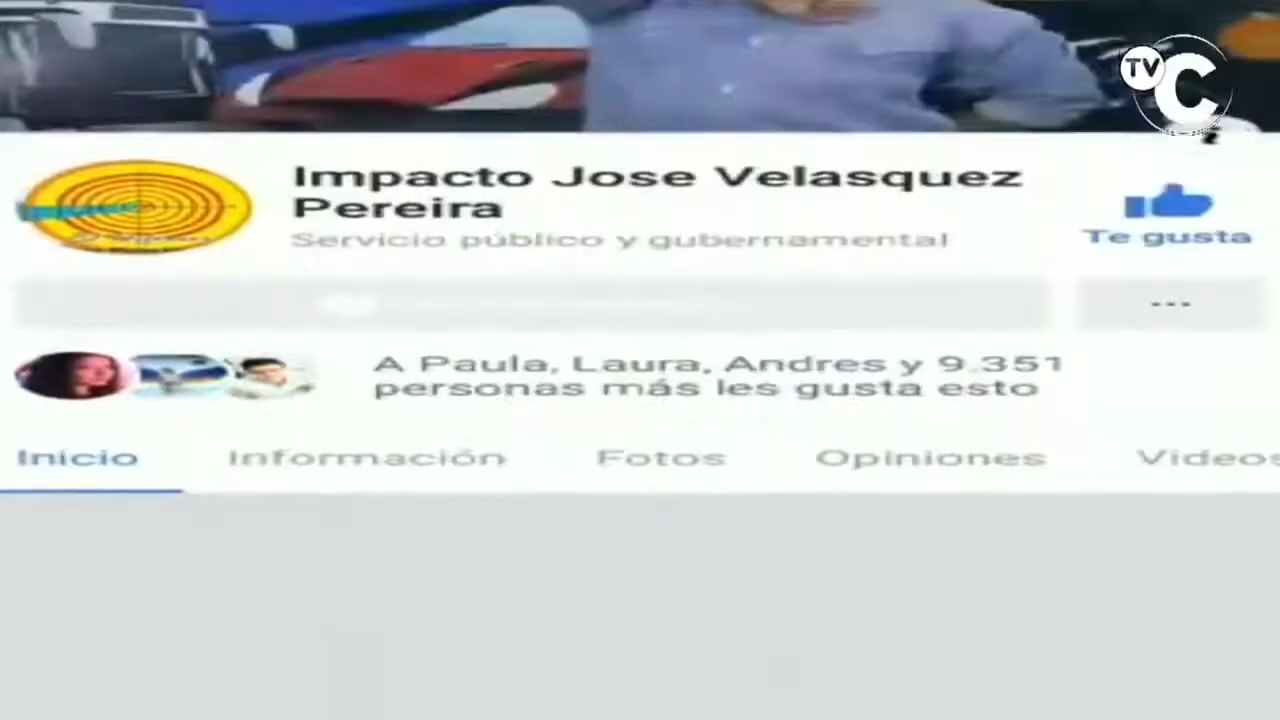 TV C
Impacto Jose Velasquez
Pereira
Servicio público y gubernamental
Te gusta
...
A Paula, Laura, Andres y 9.351
personas más les gusta esto
Inicio
Información
Fotos
Opiniones
Videos